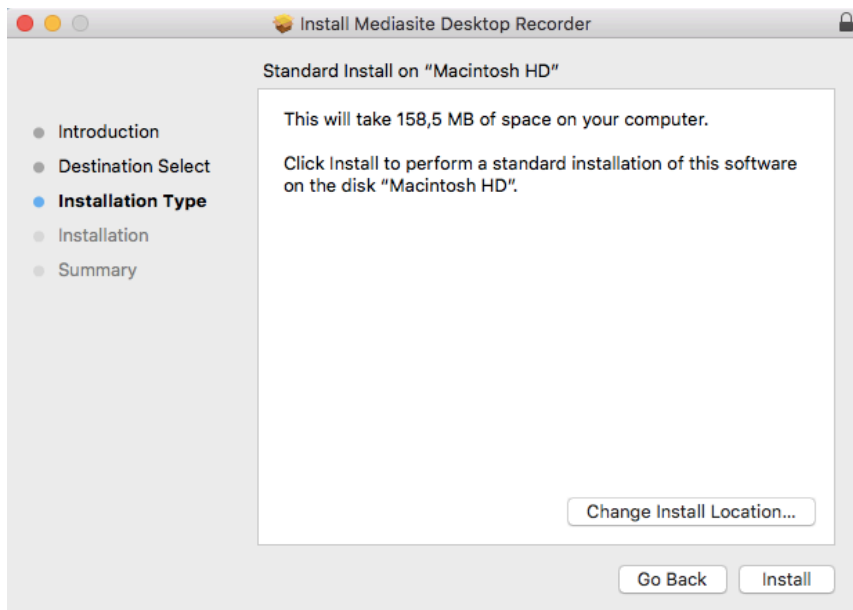 Install Mediasite Desktop Recorder
Standard Install on “Macintosh HD”
Introduction
Destination Select
Installation Type
Installation
Summary
This will take 158,5 MB of space on your computer.
Click Install to perform a standard installation of this software
on the disk “Macintosh HD”.
Change Install Location...
Go Back
Install